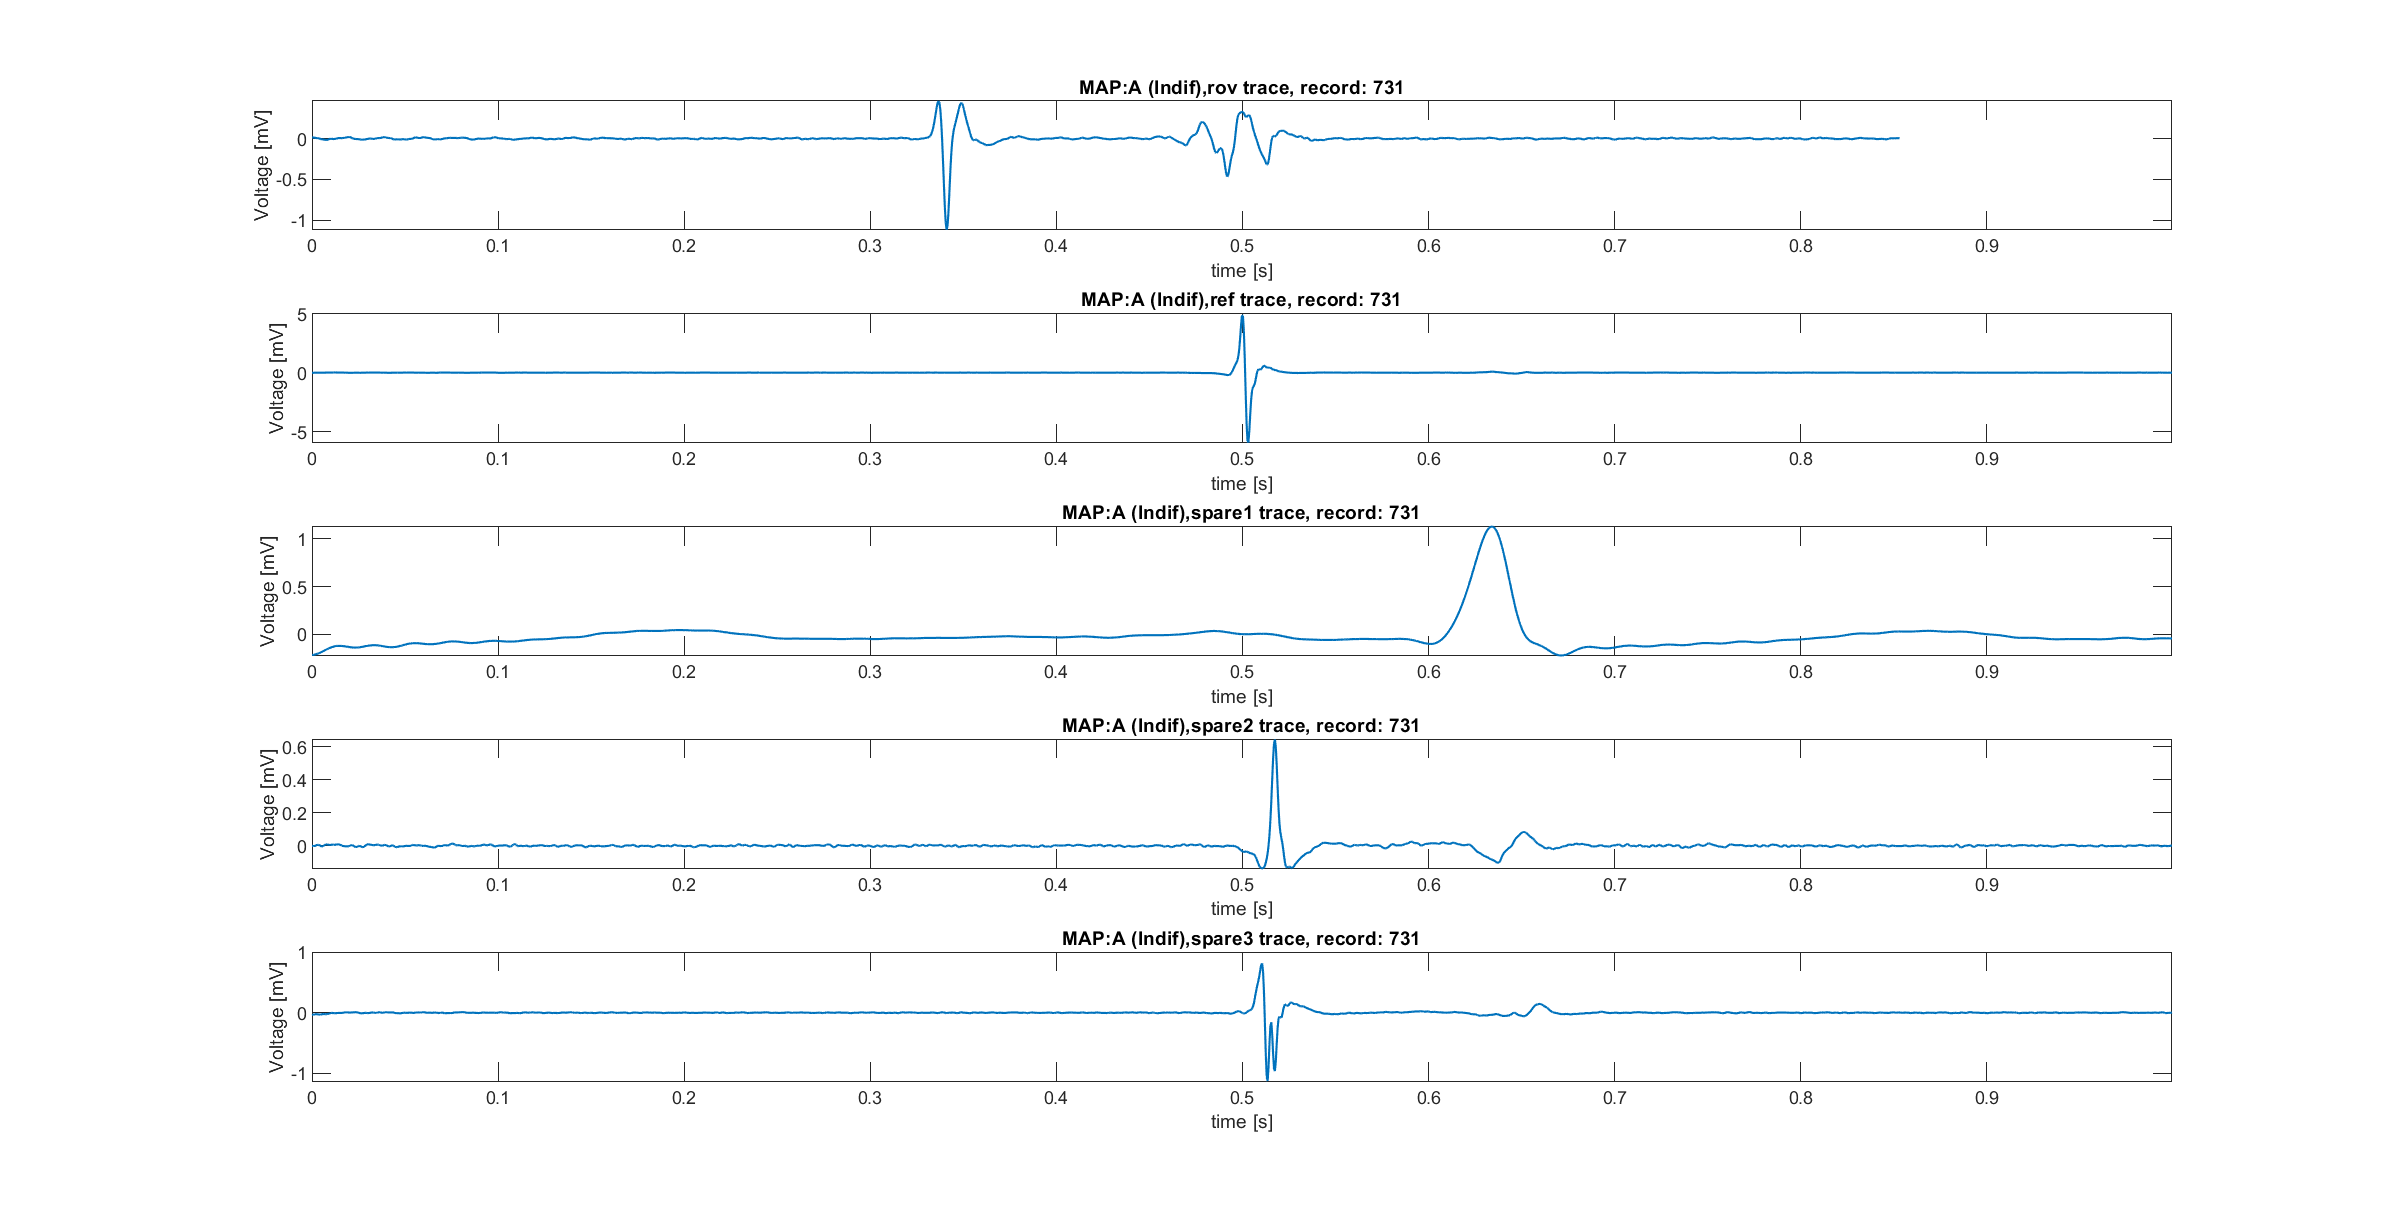 MAP:A (Indif),rov trace, record: 731
Voltage [mV]
0
-0.5
-1
0 0.1 0.2 0.3 0.4 0.5 0.6 0.7 0.8 0.9
time [s]
MAP:A (Indif),ref trace, record: 731
Voltage [mV]
5
0
-5
0 0.1 0.2 0.3 0.4 0.5 0.6 0.7 0.8 0.9
time [s]
MAP:A (Indif),spare1 trace, record: 731
Voltage [mV]
1
0.5
0
0 0.1 0.2 0.3 0.4 0.5 0.6 0.7 0.8 0.9
time [s]
MAP:A (Indif),spare2 trace, record: 731
Voltage [mV]
0.6
0.4
0.2
0
0 0.1 0.2 0.3 0.4 0.5 0.6 0.7 0.8 0.9
time [s]
MAP:A (Indif),spare3 trace, record: 731
Voltage [mV]
1
0
-1
0 0.1 0.2 0.3 0.4 0.5 0.6 0.7 0.8 0.9
time [s]